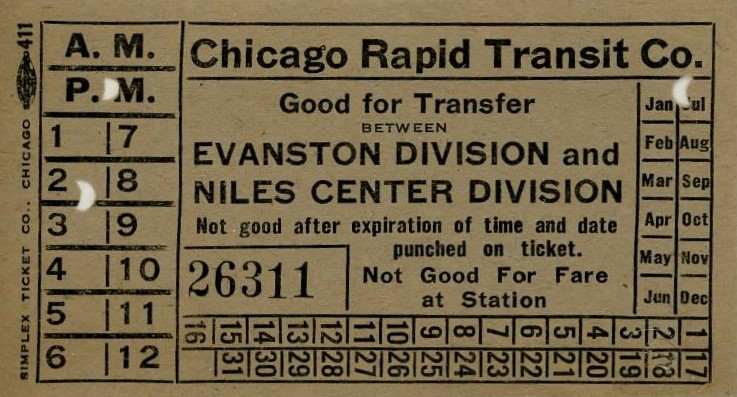 SIMPLEX TICKET CO., CHICAGO 411
A. M.
P. M.
1 7
2 8
3 9
4 10
5 11
6 12
Chicago Rapid Transit Co.
Good for Transfer
BETWEEN
EVANSTON DIVISION and
NILES CENTER DIVISION
Not good after expiration of time and date
punched on ticket.
26311
Not Good For Fare
at Station
Jan Jul
Feb Aug
Mar Sep
Apr Oct
May Nov
Jun Dec
1 2 3 4 5 6 7 8 9 10 11 12 13 14 15 16
17 18 19 20 21 22 23 24 25 26 27 28 29 30 31